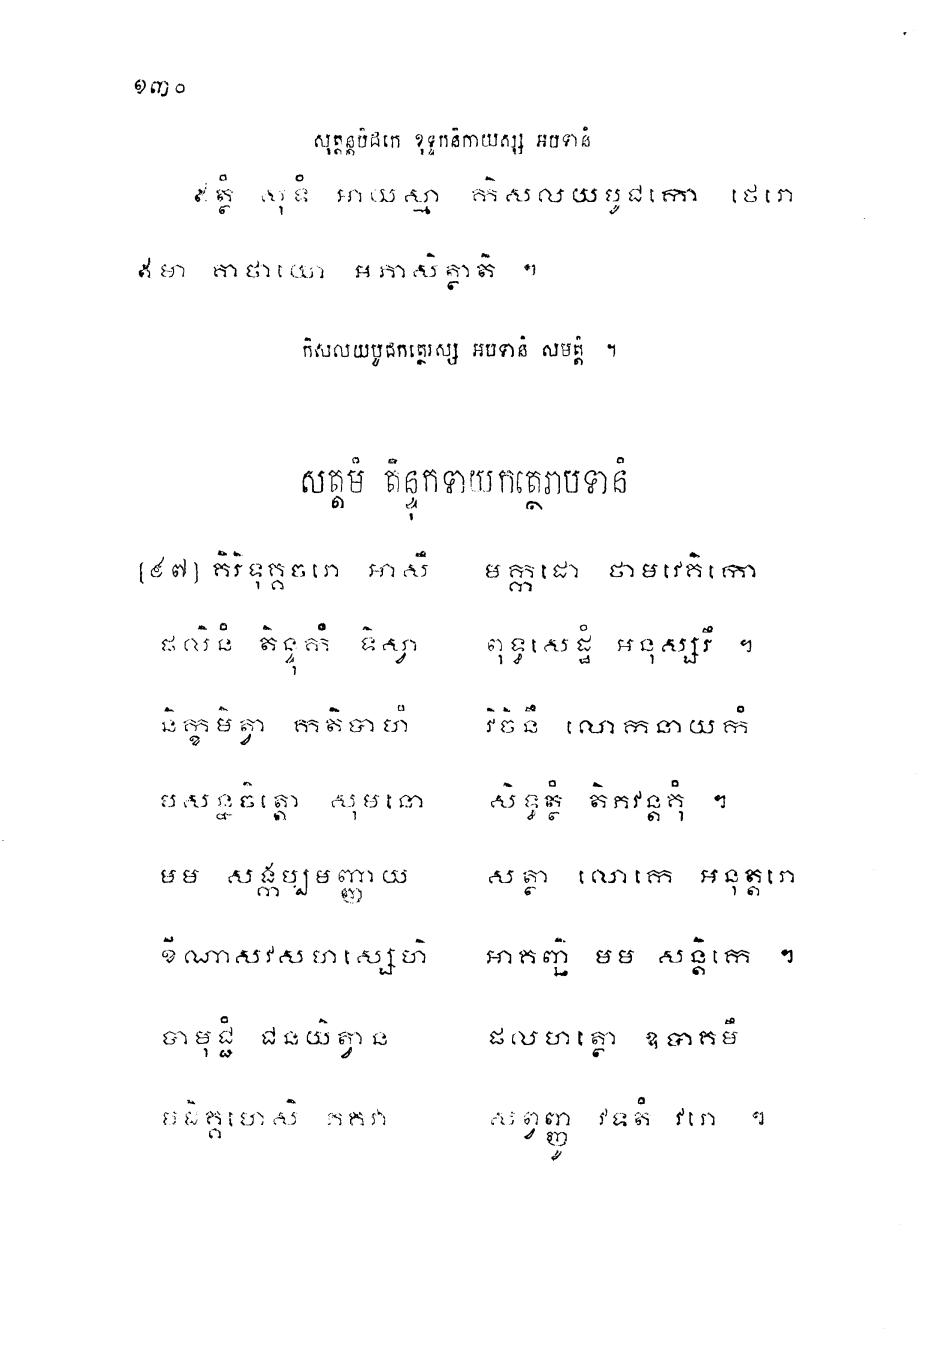 ១៣០
សុត្តន្តបិដកេ ខុទ្ទកនិកាយស្ស អបទានំ
ឥត្ថំ សុទំ អាយស្មា កិសលយបូជកោ ថេរោ
ឥមា គាថាយោ អភាសិត្ថាតិ ។
កិសលយបូជកត្ថេរស្ស អបទានំ សមត្តំ ។
សត្តមំ តិន្ទុកទាយកត្ថេរាបទានំ
[៤៧] គិរិទុគ្គចរោ អាសឹ មក្កដោ ថាមវេគិកោ
ផលិនំ តិន្ទុកំ ទិស្វា ពុទ្ធសេដ្ឋំ អនុស្សរឹ ។
និក្ខមិត្វា កតិបាហំ វិចិនឹ លោកនាយកំ
បសន្នចិត្តោ សុមនោ សិទ្ធត្ថំ តិភវន្តគុំ ។
មម សង្កប្បមញ្ញាយ សត្ថា លោកេ អនុត្តរោ
ខីណាសវសហស្សេហិ អាគញ្ឆិ មម សន្តិកេ ។
បាមុជ្ជំ ជនយិត្វាន ផលហត្ថោ ឧបាគមឹ
បដិគ្គហេសិ ភគវា សព្វញ្ញូ វទតំ វរោ ។